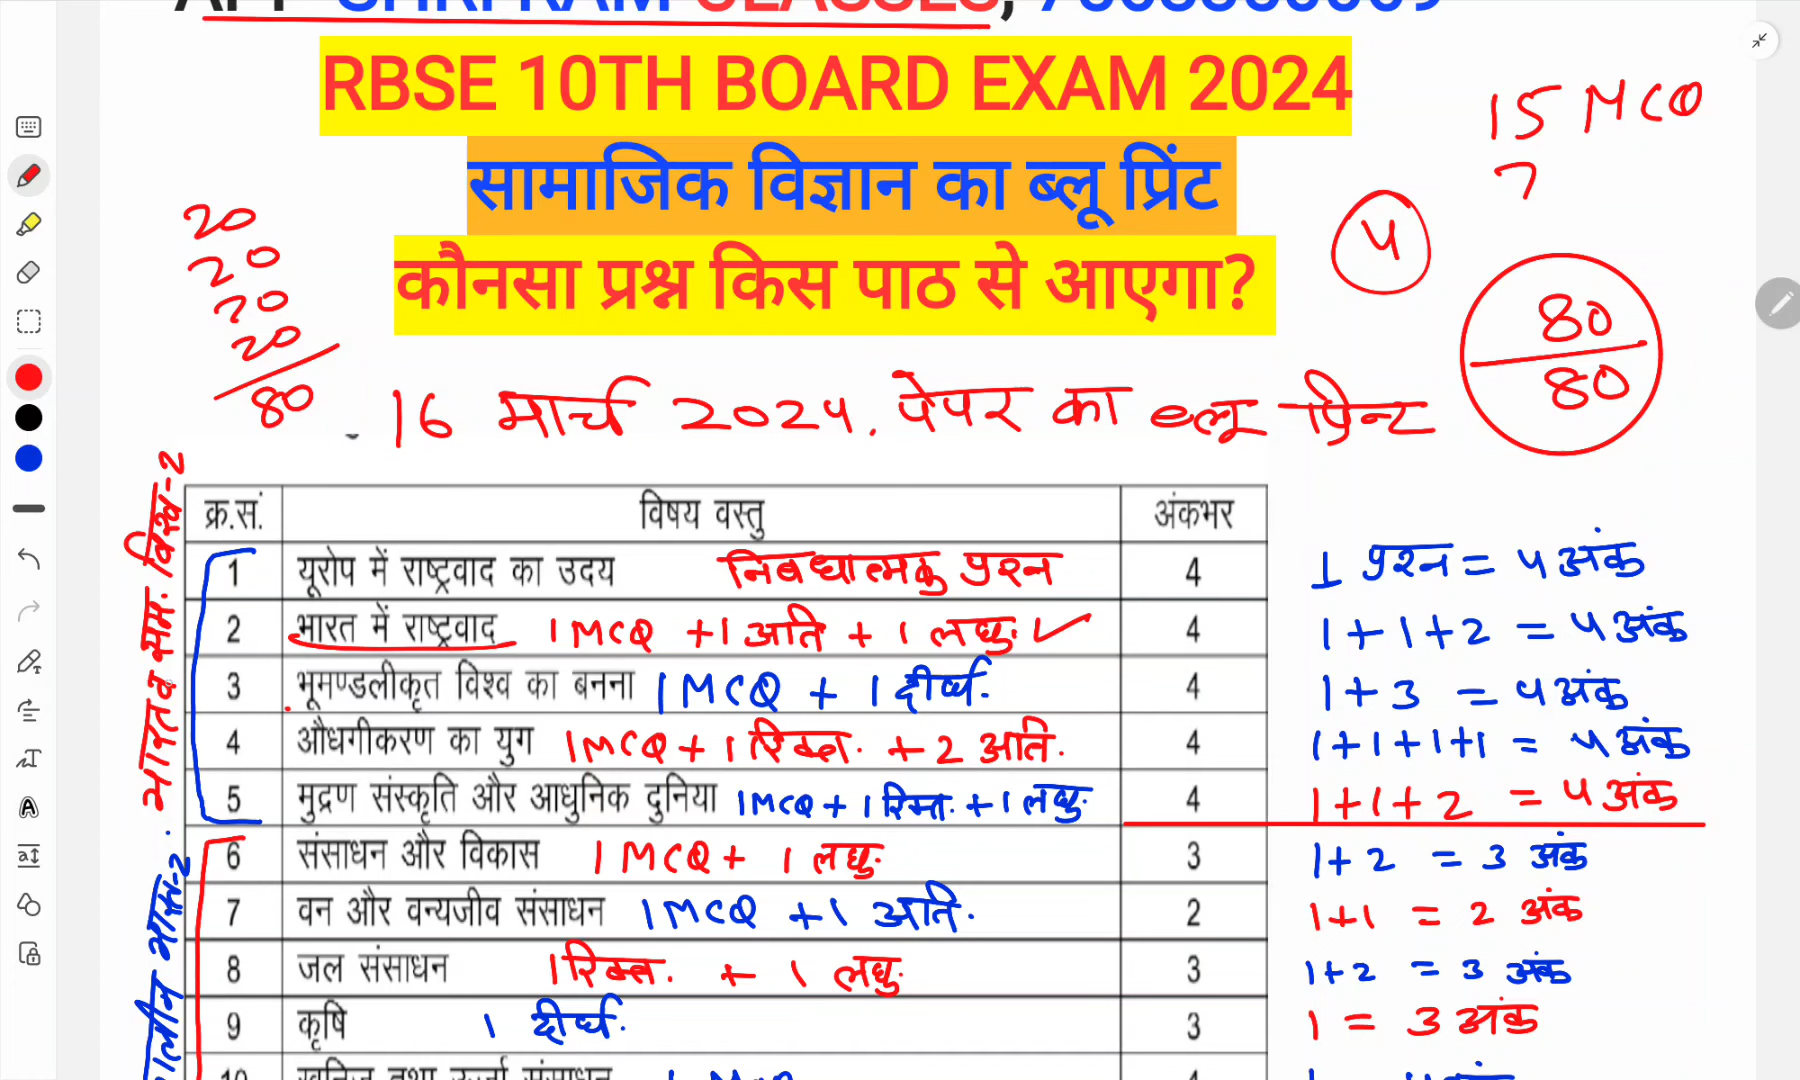 RBSE 10TH BOARD EXAM 2024
सामाजिक विज्ञान का ब्लू प्रिंट
कौनसा प्रश्न किस पाठ से आएगा?
15 MCQ
7
4
80
80
20
20
20
20
80
16 मार्च 2024. पेपर का ब्लू प्रिन्ट
भारत व सम. विश्व-2
क्र.सं. विषय वस्तु अंकभर
1 यूरोप में राष्ट्रवाद का उदय निबंधात्मक प्रश्न 4 1 प्रश्न = 4 अंक
2 भारत में राष्ट्रवाद 1 MCQ + 1 अति + 1 लघु. ✓ 4 1 + 1 + 2 = 4 अंक
3 भूमण्डलीकृत विश्व का बनना 1 MCQ + 1 दीर्घ. 4 1 + 3 = 4 अंक
4 औधगीकरण का युग 1 MCQ + 1 रिक्त. + 2 अति. 4 1+1+1+1 = 4 अंक
5 मुद्रण संस्कृति और आधुनिक दुनिया 1 MCQ + 1 रिक्त. + 1 लघु. 4 1+1+2 = 4 अंक
6 संसाधन और विकास 1 MCQ + 1 लघु. 3 1+2 = 3 अंक
7 वन और वन्यजीव संसाधन 1 MCQ + 1 अति. 2 1+1 = 2 अंक
8 जल संसाधन 1 रिक्त. + 1 लघु. 3 1+2 = 3 अंक
9 कृषि 1 दीर्घ. 3 1 = 3 अंक